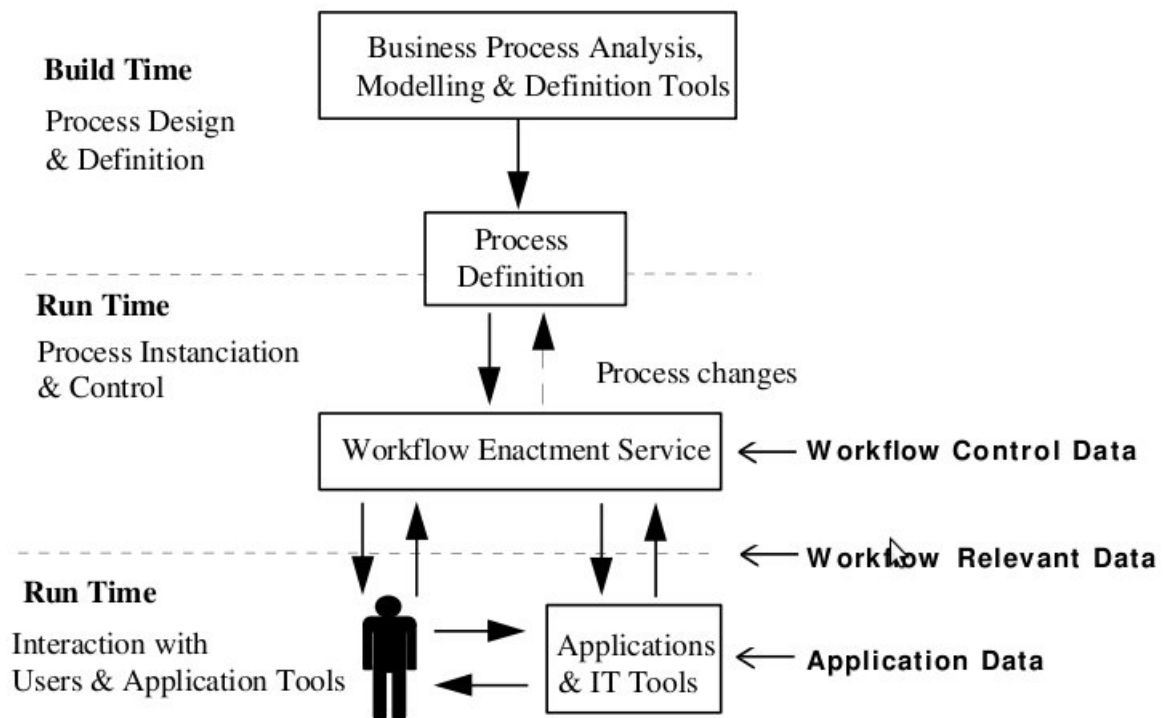 Business Process Analysis,
Modelling & Definition Tools
Build Time
Process Design
& Definition
Process
Definition
Run Time
Process Instanciation
& Control
Process changes
Workflow Enactment Service
Workflow Control Data
Workflow Relevant Data
Run Time
Interaction with
Users & Application Tools
Applications
& IT Tools
Application Data